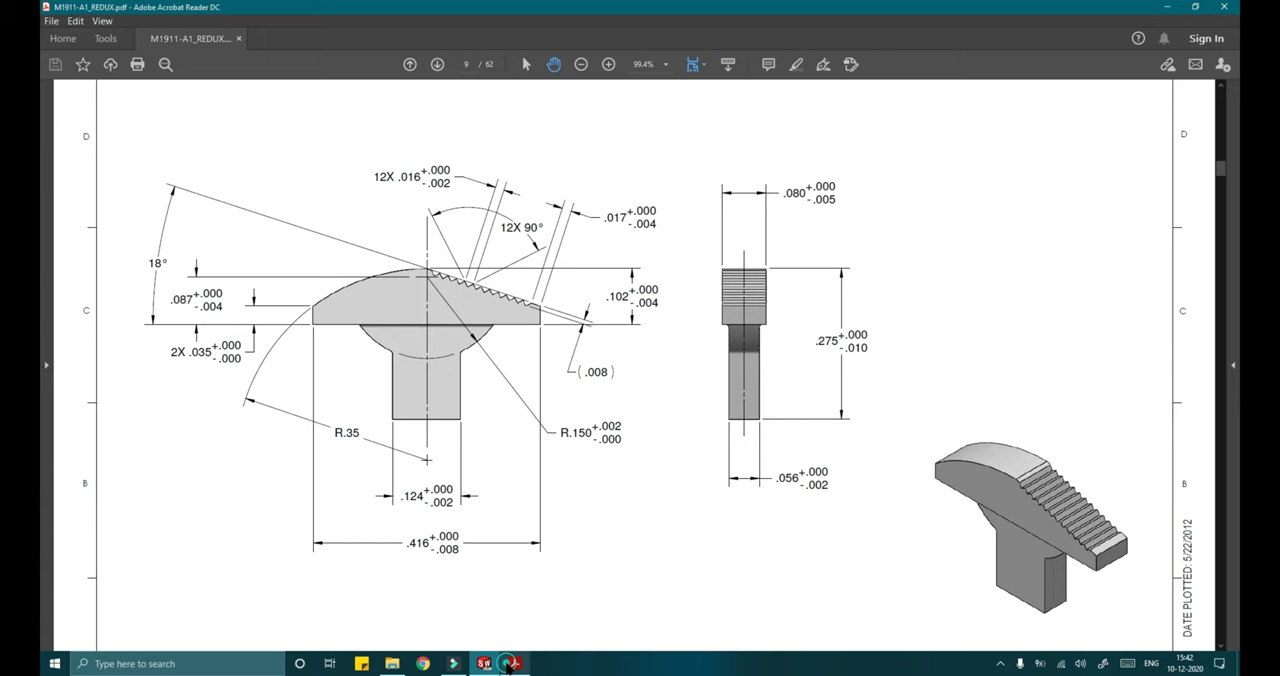 M1911-A1_REDUX.pdf - Adobe Acrobat Reader DC
File Edit View
Home Tools M1911-A1_REDUX.... × Sign In
9 / 62 99.4%
D D
12X .016 +.000 -.002
.080 +.000 -.005
.017 +.000 -.004
12X 90°
18°
.087 +.000 -.004
.102 +.000 -.004
C C
2X .035 +.000 -.000
.275 +.000 -.010
( .008 )
R.35
R.150 +.002 -.000
B B
.056 +.000 -.002
.124 +.000 -.002
.416 +.000 -.008
DATE PLOTTED: 5/22/2012
Type here to search
SW
ENG
15:42
10-12-2020